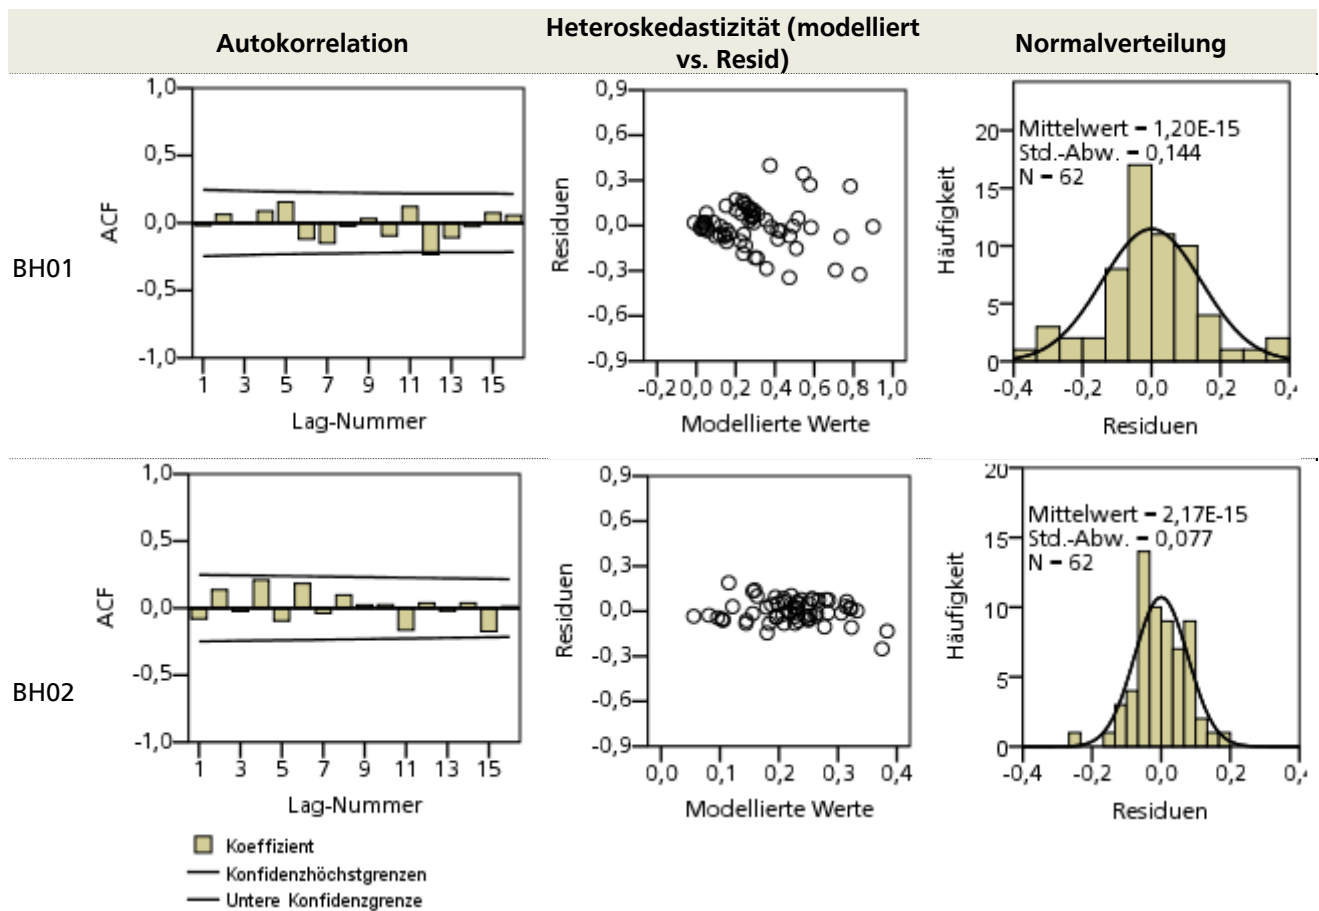 Autokorrelation
Heteroskedastizität (modelliert
vs. Resid)
Normalverteilung
BH01
ACF
1,0
0,5
0,0
-0,5
-1,0
1 3 5 7 9 11 13 15
Lag-Nummer
Residuen
0,9
0,6
0,3
0,0
-0,3
-0,6
-0,9
-0,2 0,0 0,2 0,4 0,6 0,8 1,0
Modellierte Werte
Häufigkeit
20
15
10
5
0
Mittelwert = 1,20E-15
Std.-Abw. = 0,144
N = 62
-0,4 -0,2 0,0 0,2 0,4
Residuen
BH02
ACF
1,0
0,5
0,0
-0,5
-1,0
1 3 5 7 9 11 13 15
Lag-Nummer
Residuen
0,9
0,6
0,3
0,0
-0,3
-0,6
-0,9
0,0 0,1 0,2 0,3 0,4
Modellierte Werte
Häufigkeit
20
15
10
5
0
Mittelwert = 2,17E-15
Std.-Abw. = 0,077
N = 62
-0,4 -0,2 0,0 0,2 0,4
Residuen
Koeffizient
Konfidenzhöchstgrenzen
Untere Konfidenzgrenze